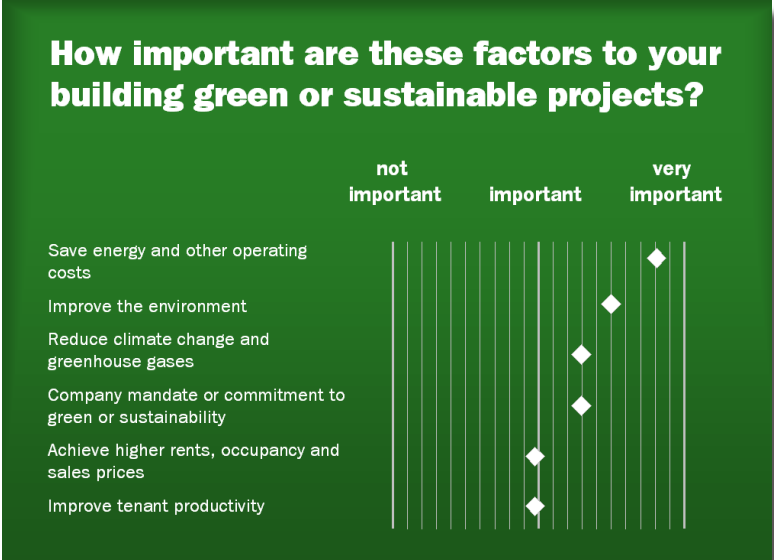 How important are these factors to your
building green or sustainable projects?
not
important
important
very
important
Save energy and other operating
costs
Improve the environment
Reduce climate change and
greenhouse gases
Company mandate or commitment to
green or sustainability
Achieve higher rents, occupancy and
sales prices
Improve tenant productivity